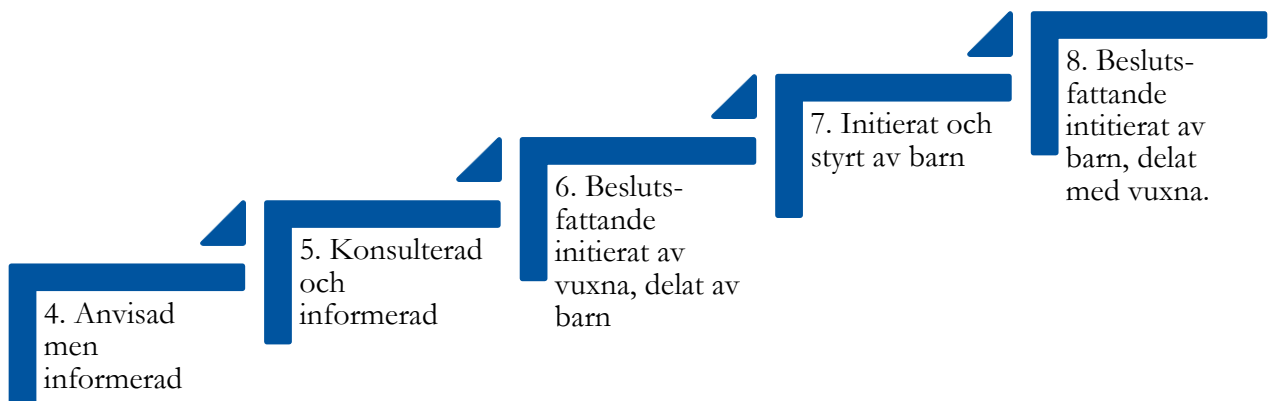 4. Anvisad
men
informerad
5. Konsulterad
och
informerad
6. Besluts-
fattande
initierat av
vuxna, delat av
barn
7. Initierat och
styrt av barn
8. Besluts-
fattande
intitierat av
barn, delat
med vuxna.